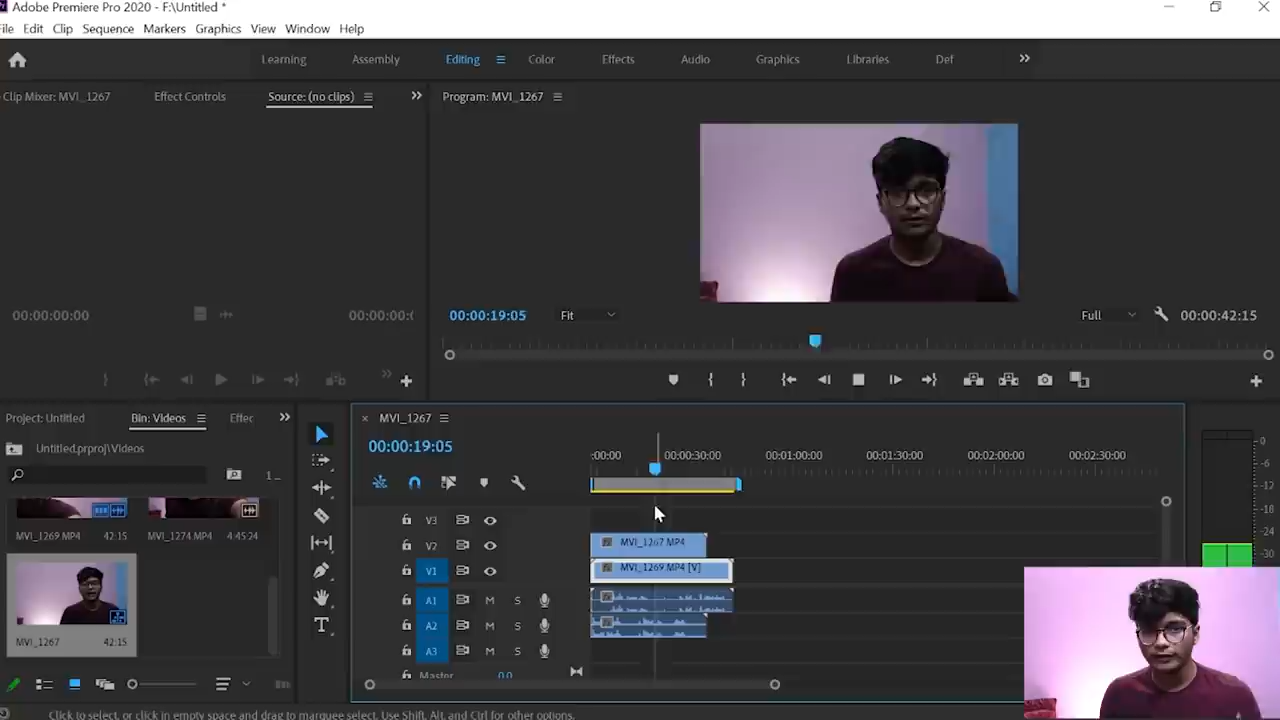 Adobe Premiere Pro 2020 - F:\Untitled *
File Edit Clip Sequence Markers Graphics View Window Help
Learning Assembly Editing Color Effects Audio Graphics Libraries Def
Clip Mixer: MVI_1267 Effect Controls Source: (no clips)
Program: MVI_1267
00:00:00:00 00:00:00:(
00:00:19:05 Fit Full 00:00:42:15
Project: Untitled Bin: Videos Effec
Untitled.prproj\Videos
1...
MVI_1269.MP4 42:15 MVI_1274.MP4 4:45:24
MVI_1267 42:15
MVI_1267
00:00:19:05
:00:00 00:00:30:00 00:01:00:00 00:01:30:00 00:02:00:00 00:02:30:00
V3
V2 MVI_1267.MP4
V1 MVI_1269.MP4 [V]
A1 M S
A2 M S
A3 M S
Master 0.0
0
-6
-12
-18
-24
-30
Click to select, or click in empty space and drag to marquee select. Use Shift, Alt, and Ctrl for other options.